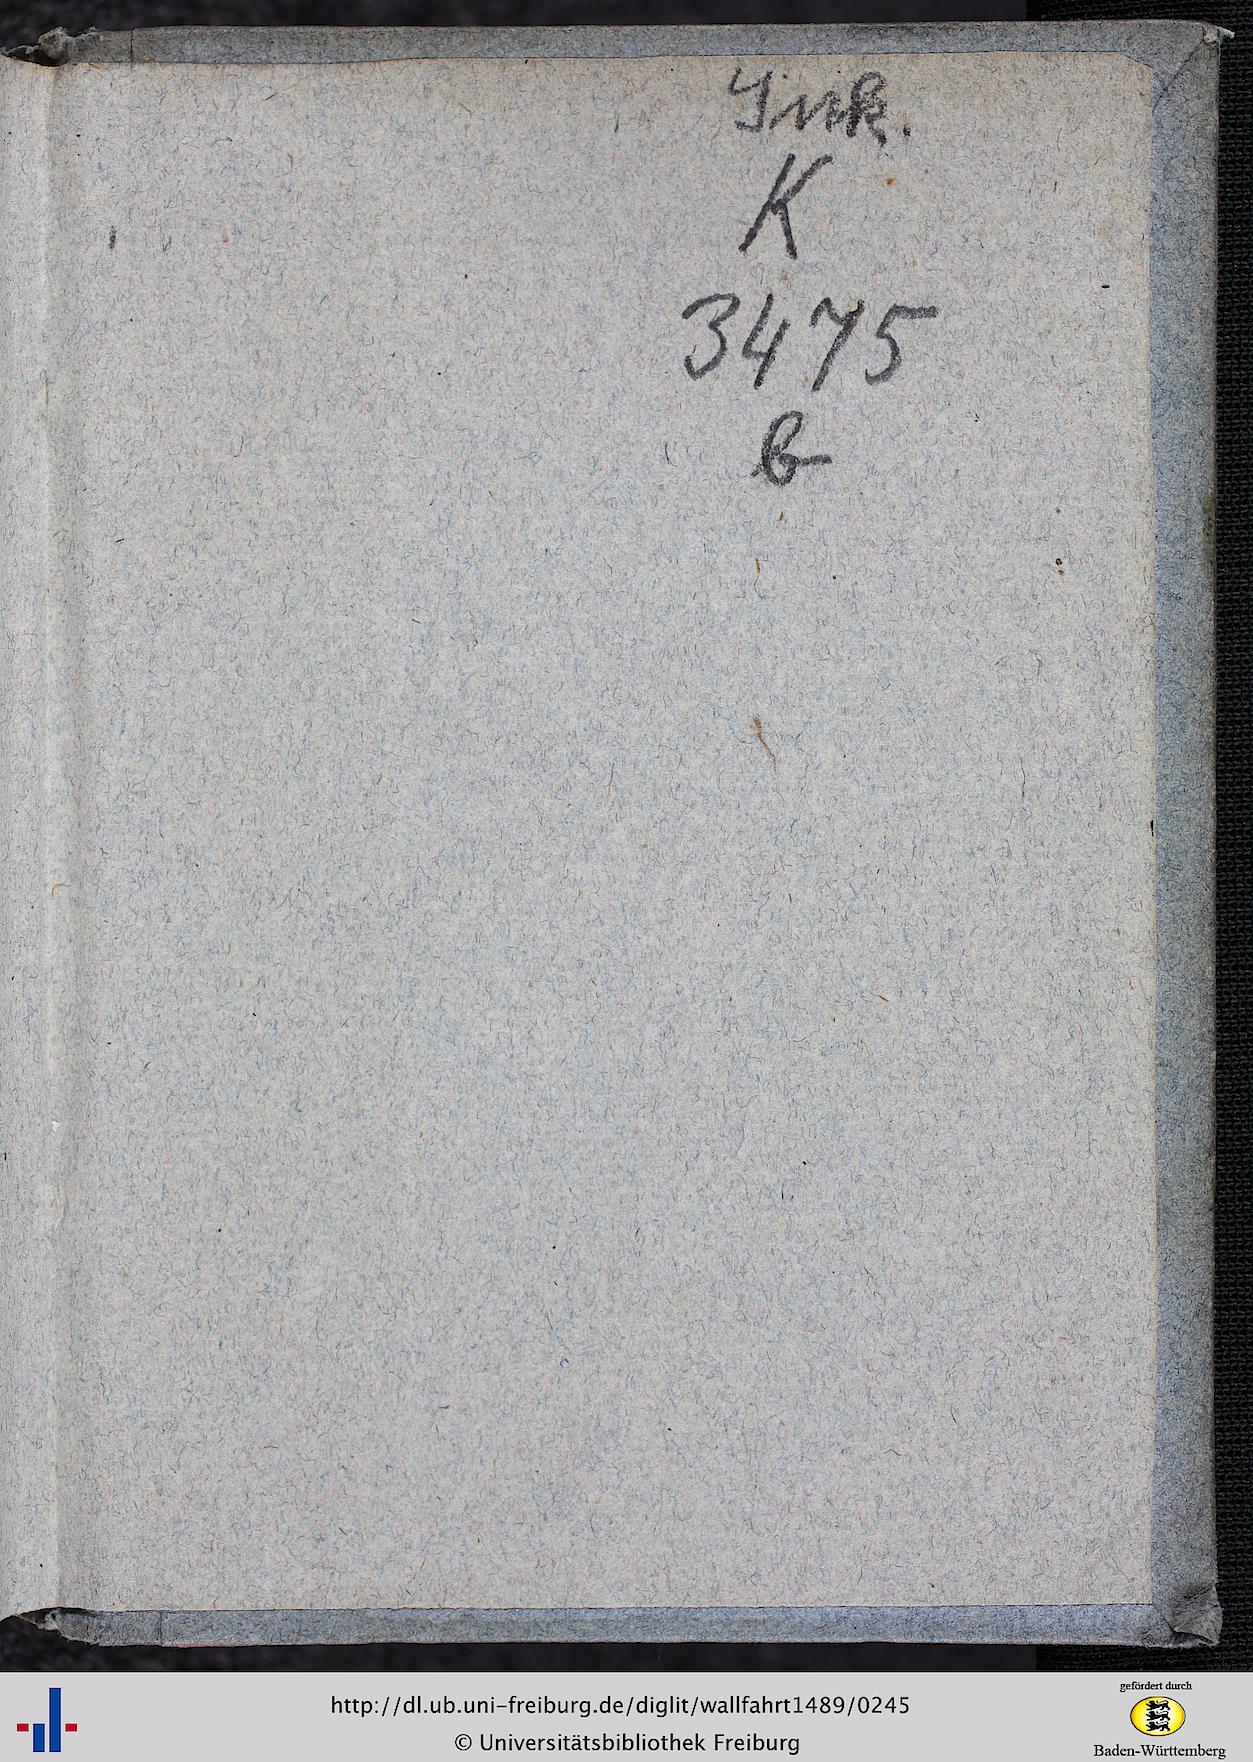 Ink.
K
3475
b
http://dl.ub.uni-freiburg.de/diglit/wallfahrt1489/0245
© Universitätsbibliothek Freiburg
gefördert durch
Baden-Württemberg